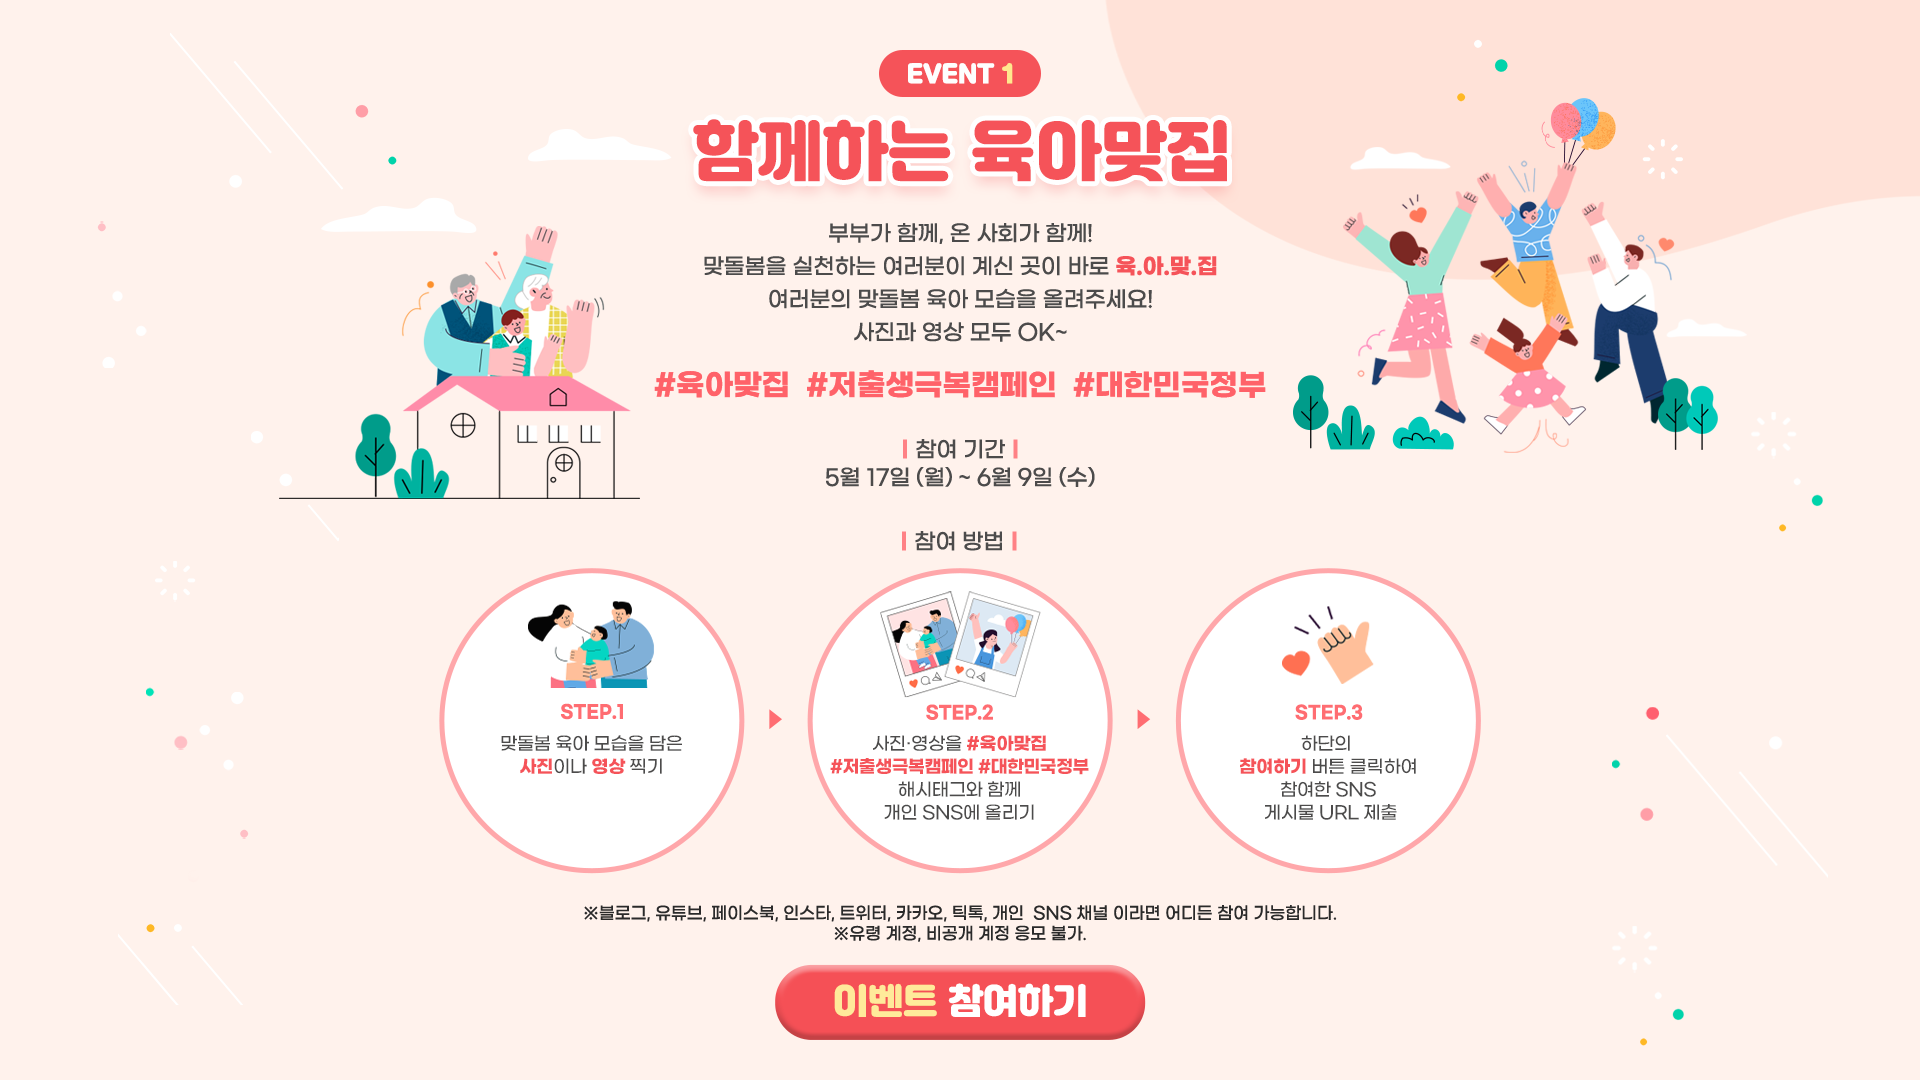 EVENT 1
함께하는 육아맞집
부부가 함께, 온 사회가 함께!
맞돌봄을 실천하는 여러분이 계신 곳이 바로 육.아.맞.집
여러분의 맞돌봄 육아 모습을 올려주세요!
사진과 영상 모두 OK~
#육아맞집 #저출생극복캠페인 #대한민국정부
| 참여 기간 |
5월 17일 (월) ~ 6월 9일 (수)
| 참여 방법 |
STEP.1
맞돌봄 육아 모습을 담은
사진이나 영상 찍기
STEP.2
사진·영상을 #육아맞집
#저출생극복캠페인 #대한민국정부
해시태그와 함께
개인 SNS에 올리기
STEP.3
하단의
참여하기 버튼 클릭하여
참여한 SNS
게시물 URL 제출
※블로그, 유튜브, 페이스북, 인스타, 트위터, 카카오, 틱톡, 개인 SNS 채널 이라면 어디든 참여 가능합니다.
※유령 계정, 비공개 계정 응모 불가.
이벤트 참여하기